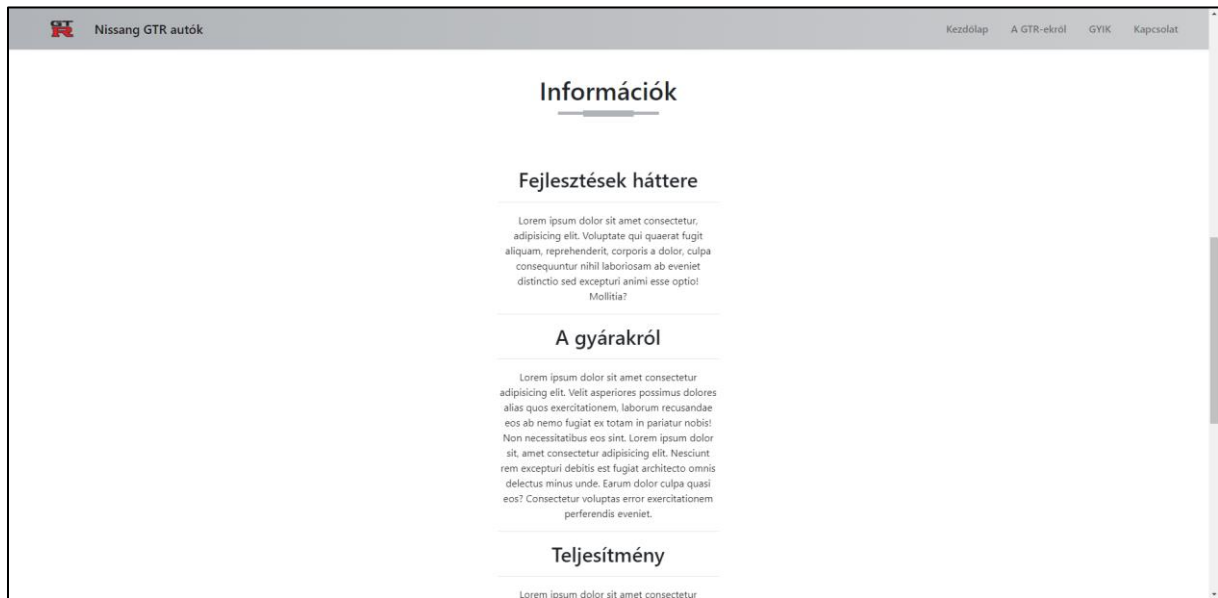 GT
R
Nissang GTR autók
Kezdőlap
A GTR-ekről
GYIK
Kapcsolat
Információk
Fejlesztések háttere
Lorem ipsum dolor sit amet consectetur,
adipisicing elit. Voluptate qui quaerat fugit
aliquam, reprehenderit, corporis a dolor, culpa
consequuntur nihil laboriosam ab eveniet
distinctio sed excepturi animi esse optio!
Mollitia?
A gyárakról
Lorem ipsum dolor sit amet consectetur
adipisicing elit. Velit asperiores possimus dolores
alias quos exercitationem, laborum recusandae
eos ab nemo fugiat ex totam in pariatur nobis!
Non necessitatibus eos sint. Lorem ipsum dolor
sit, amet consectetur adipisicing elit. Nesciunt
rem excepturi debitis est fugiat architecto omnis
delectus minus unde. Earum dolor culpa quasi
eos? Consectetur voluptas error exercitationem
perferendis eveniet.
Teljesítmény
Lorem ipsum dolor sit amet consectetur